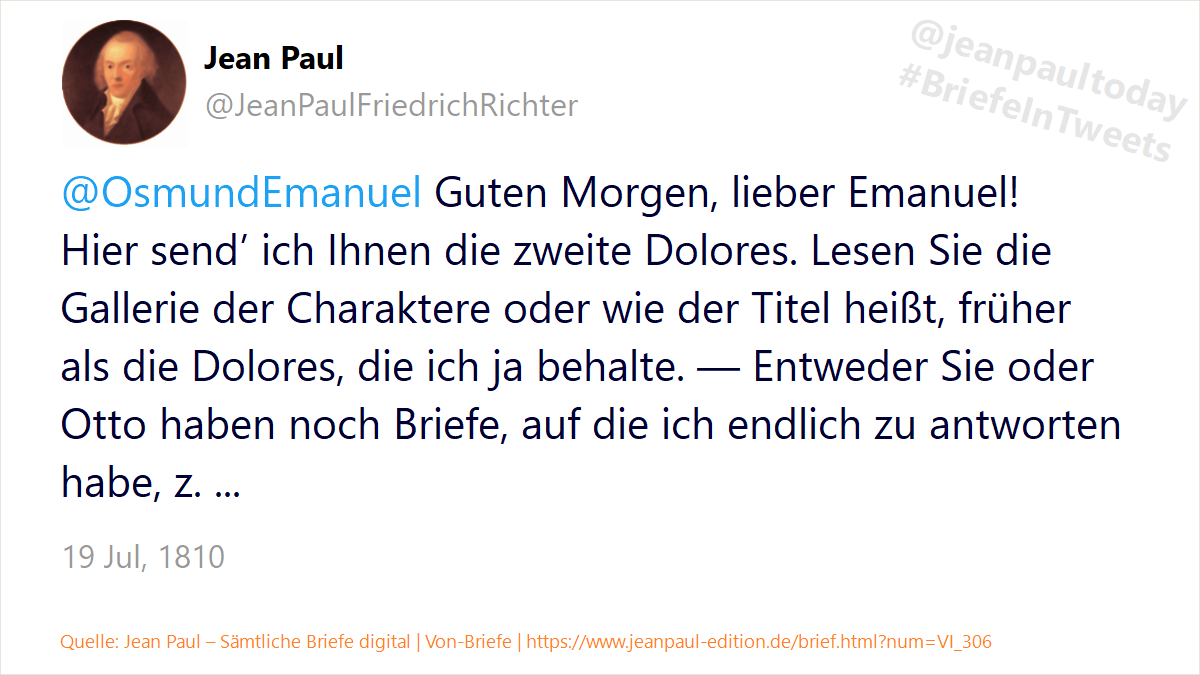 Jean Paul
@JeanPaulFriedrichRichter
@jeanpaultoday
#BriefeInTweets
@OsmundEmanuel Guten Morgen, lieber Emanuel!
Hier send’ ich Ihnen die zweite Dolores. Lesen Sie die
Gallerie der Charaktere oder wie der Titel heißt, früher
als die Dolores, die ich ja behalte. — Entweder Sie oder
Otto haben noch Briefe, auf die ich endlich zu antworten
habe, z. ...
19 Jul, 1810
Quelle: Jean Paul – Sämtliche Briefe digital | Von-Briefe | https://www.jeanpaul-edition.de/brief.html?num=VI_306